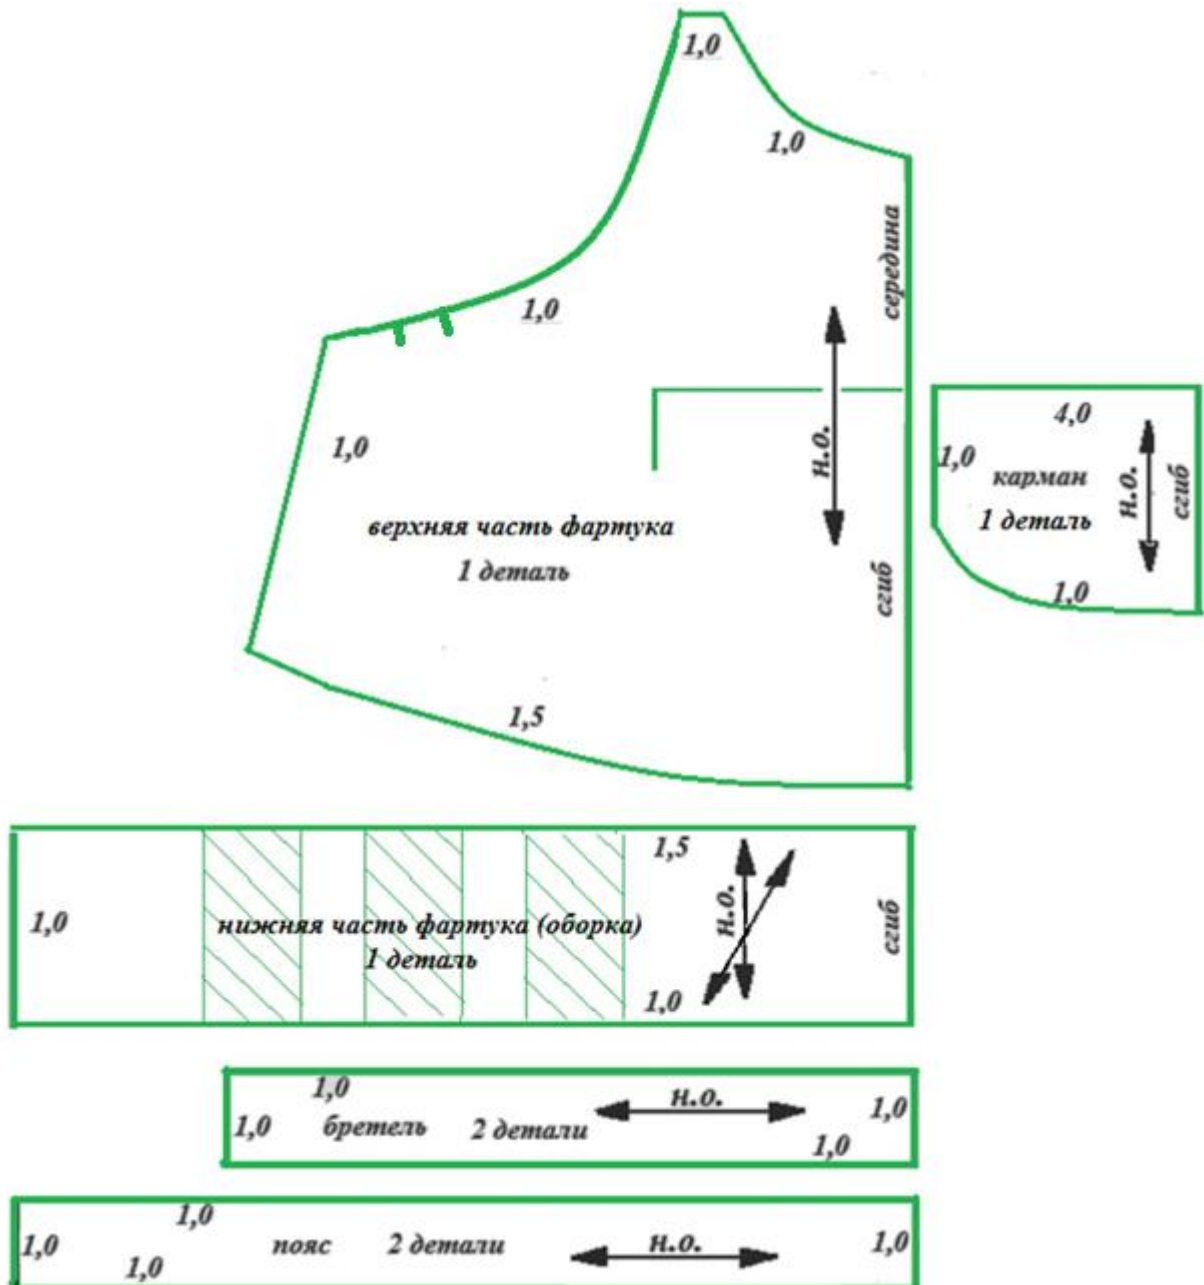 1,0
1,0
середина
1,0
н.о.
1,0
верхняя часть фартука
1 деталь
сгиб
1,5
4,0
1,0
карман
1 деталь
н.о.
сгиб
1,0
1,5
1,0
н.о.
нижняя часть фартука (оборка)
1 деталь
сгиб
1,0
1,0
н.о.
1,0
1,0
бретель 2 детали
1,0
1,0
1,0
пояс 2 детали
н.о.
1,0
1,0